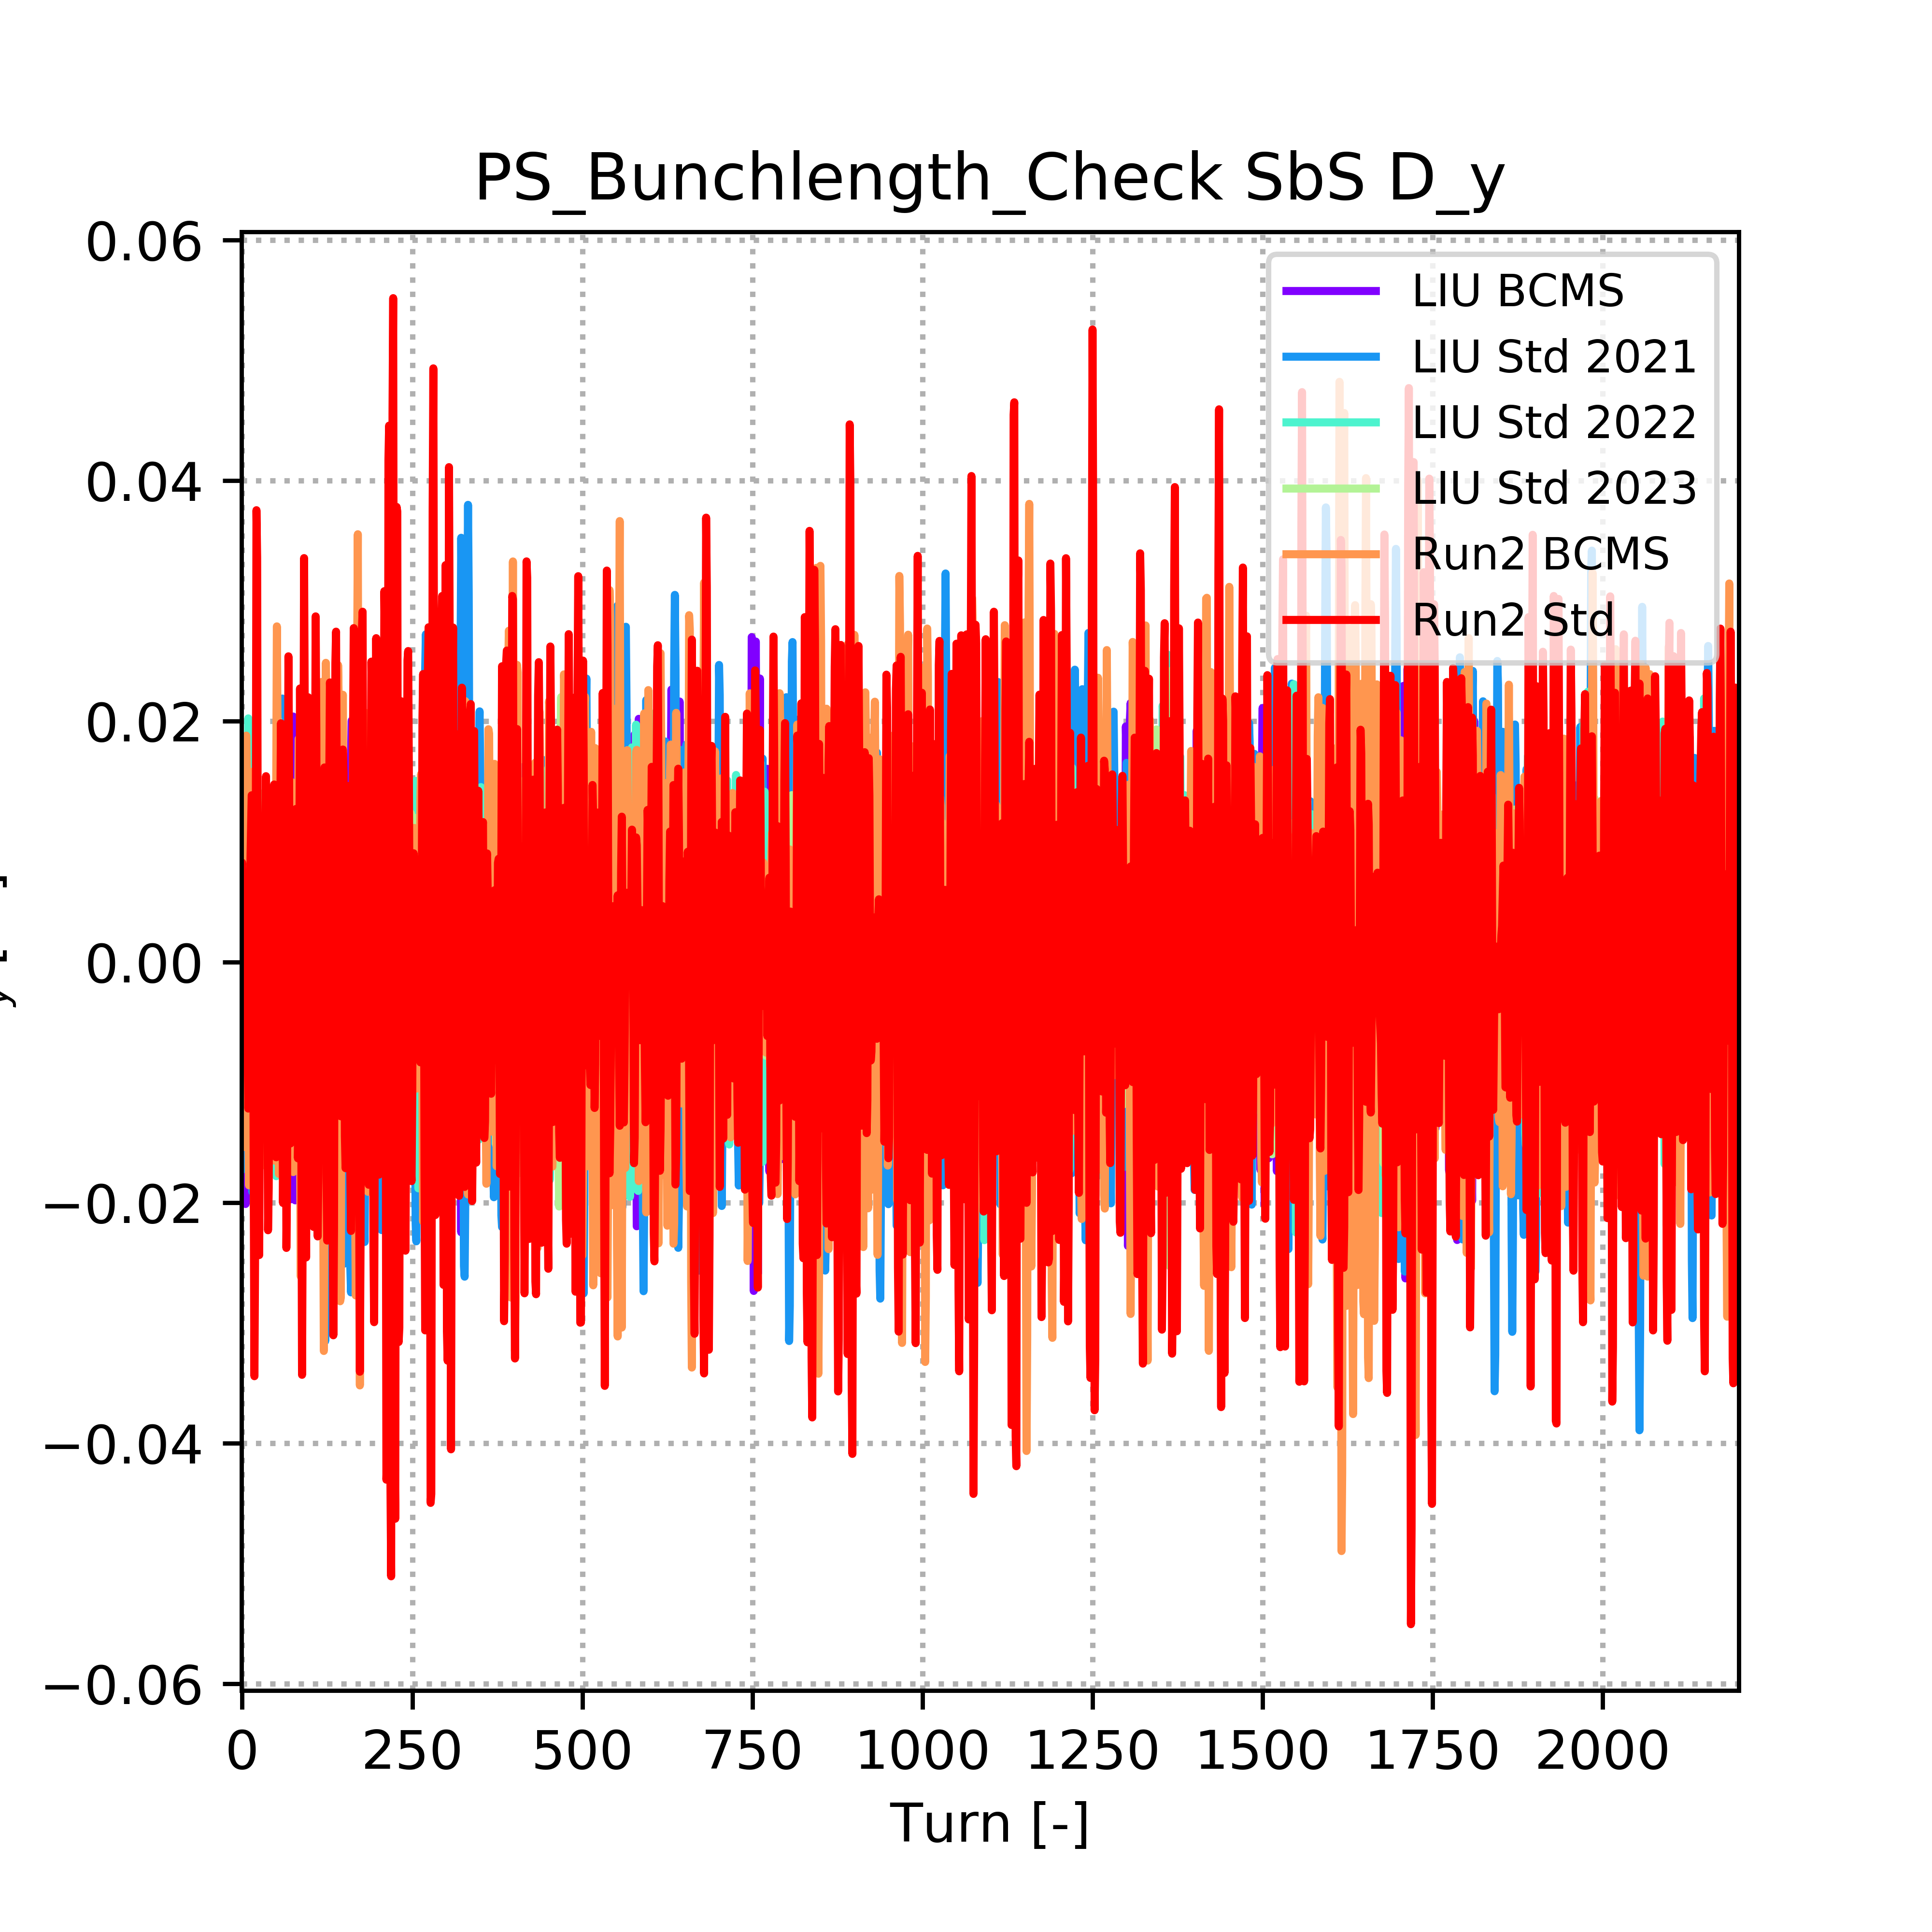 PS_Bunchlength_Check SbS D_y
0.06
0.04
0.02
0.00
−0.02
−0.04
−0.06
0 250 500 750 1000 1250 1500 1750 2000
Turn [-]
LIU BCMS
LIU Std 2021
LIU Std 2022
LIU Std 2023
Run2 BCMS
Run2 Std